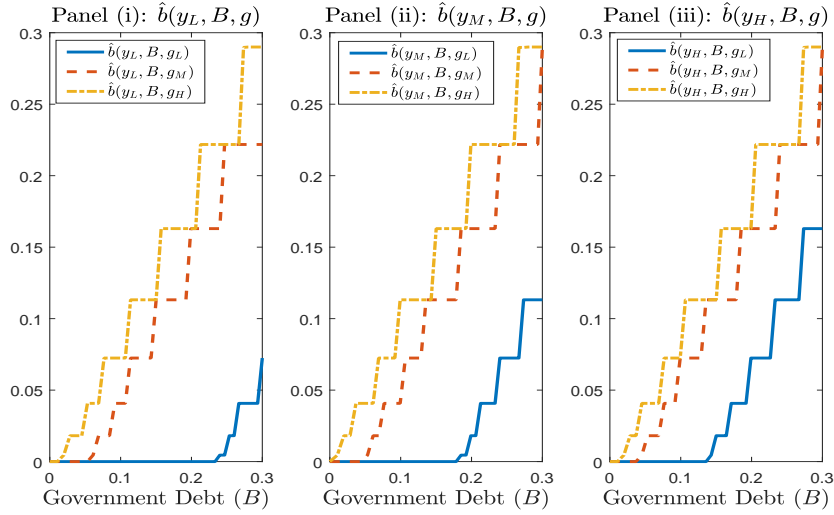 Panel (i): b̂(y_L, B, g)
0.3
0.25
0.2
0.15
0.1
0.05
0
b̂(y_L, B, g_L)
b̂(y_L, B, g_M)
b̂(y_L, B, g_H)
0 0.1 0.2 0.3
Government Debt (B)
Panel (ii): b̂(y_M, B, g)
0.3
0.25
0.2
0.15
0.1
0.05
0
b̂(y_M, B, g_L)
b̂(y_M, B, g_M)
b̂(y_M, B, g_H)
0 0.1 0.2 0.3
Government Debt (B)
Panel (iii): b̂(y_H, B, g)
0.3
0.25
0.2
0.15
0.1
0.05
0
b̂(y_H, B, g_L)
b̂(y_H, B, g_M)
b̂(y_H, B, g_H)
0 0.1 0.2 0.3
Government Debt (B)